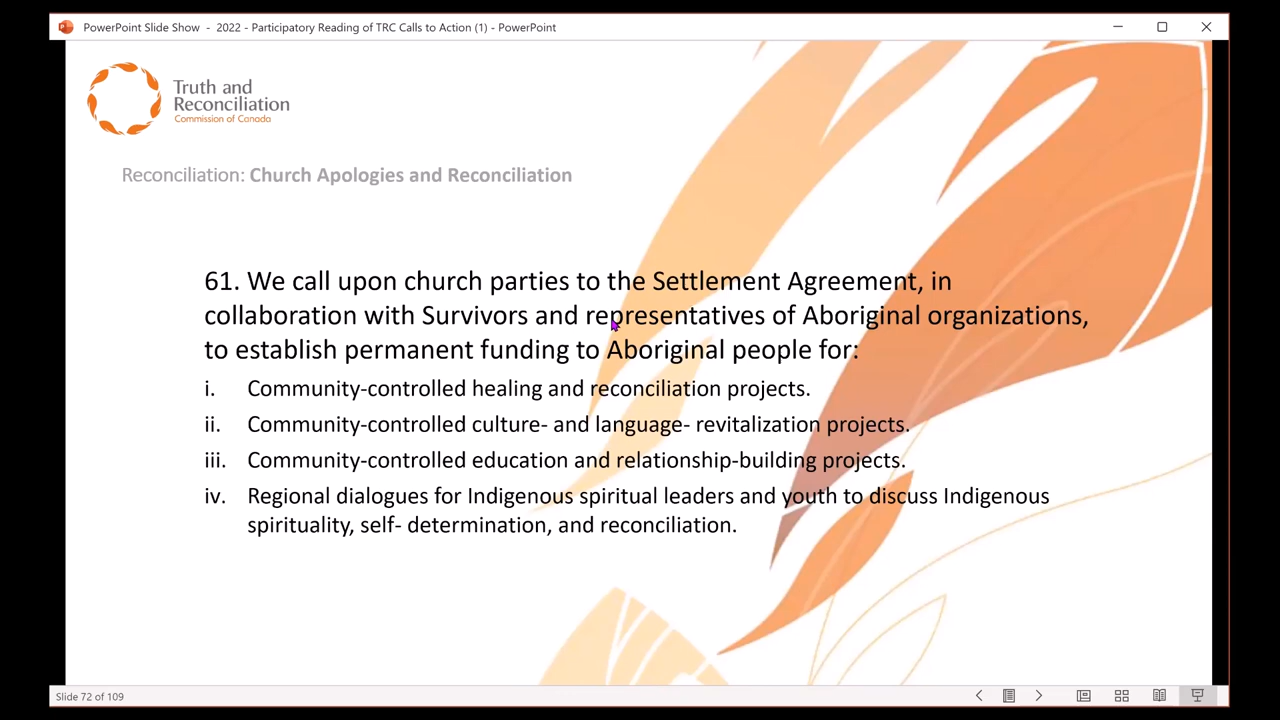 PowerPoint Slide Show - 2022 - Participatory Reading of TRC Calls to Action (1) - PowerPoint
Truth and
Reconciliation
Commission of Canada
Reconciliation: Church Apologies and Reconciliation
61. We call upon church parties to the Settlement Agreement, in
collaboration with Survivors and representatives of Aboriginal organizations,
to establish permanent funding to Aboriginal people for:
i. Community-controlled healing and reconciliation projects.
ii. Community-controlled culture- and language- revitalization projects.
iii. Community-controlled education and relationship-building projects.
iv. Regional dialogues for Indigenous spiritual leaders and youth to discuss Indigenous
spirituality, self- determination, and reconciliation.
Slide 72 of 109